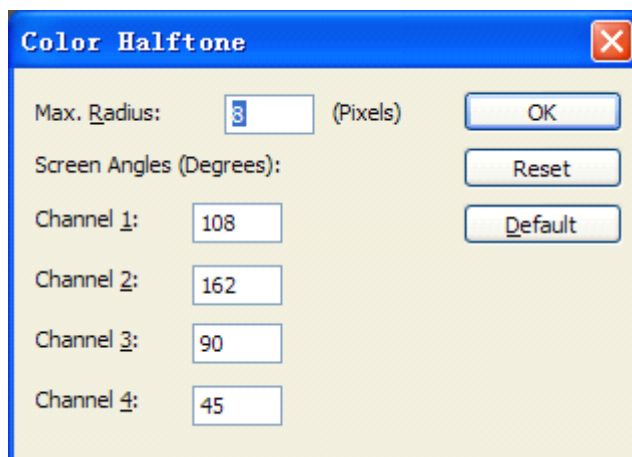 Color Halftone
Max. Radius: 8 (Pixels) OK
Screen Angles (Degrees): Reset
Channel 1: 108 Default
Channel 2: 162
Channel 3: 90
Channel 4: 45